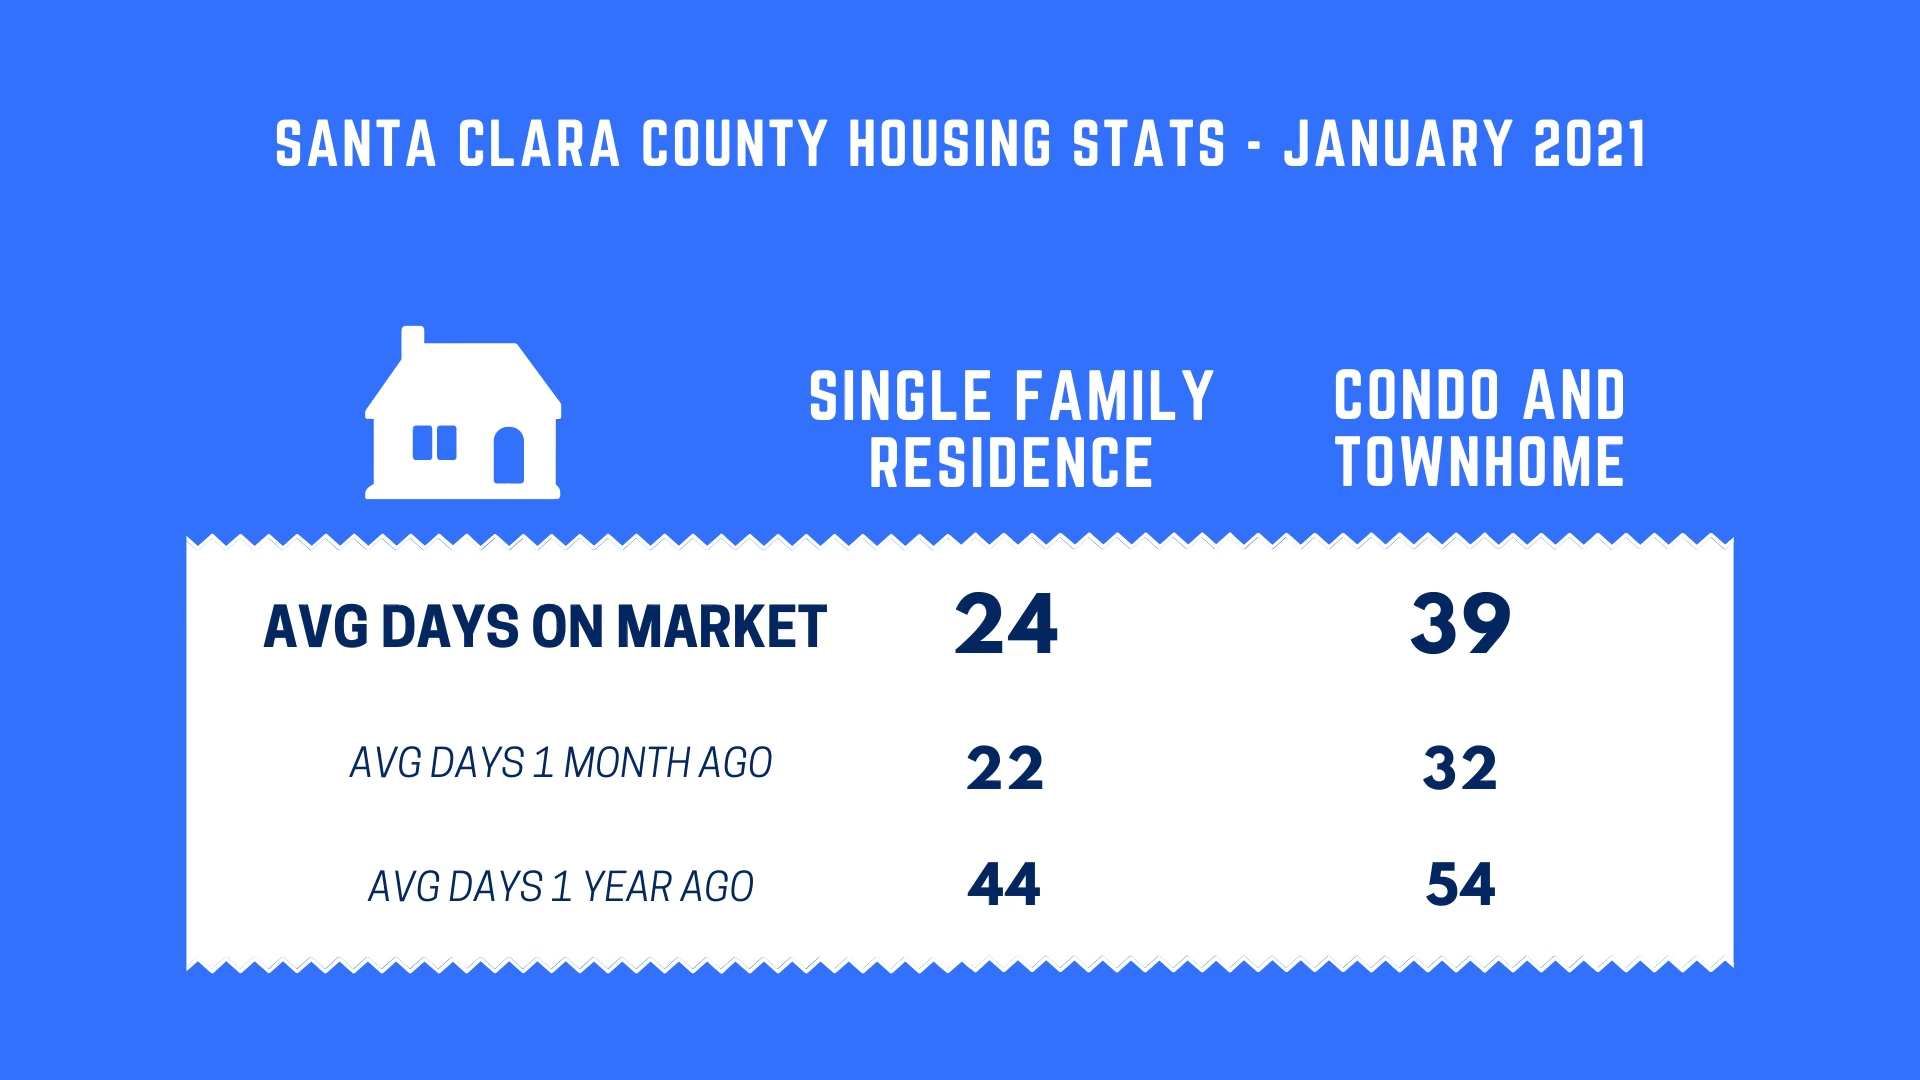 SANTA CLARA COUNTY HOUSING STATS - JANUARY 2021
SINGLE FAMILY
RESIDENCE
CONDO AND
TOWNHOME
AVG DAYS ON MARKET 24 39
AVG DAYS 1 MONTH AGO 22 32
AVG DAYS 1 YEAR AGO 44 54